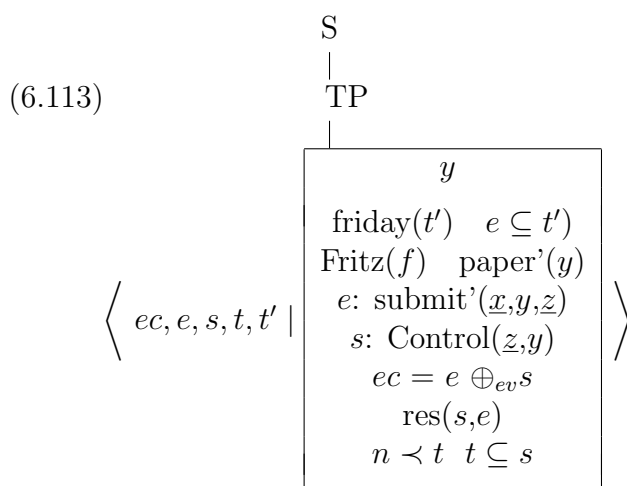 S
(6.113)
TP
y
friday(t′) e ⊆ t′)
Fritz(f) paper’(y)
e: submit’(x,y,z)
⟨ ec, e, s, t, t′ | ⟩
s: Control(z,y)
ec = e ⊕ev s
res(s,e)
n ≺ t t ⊆ s